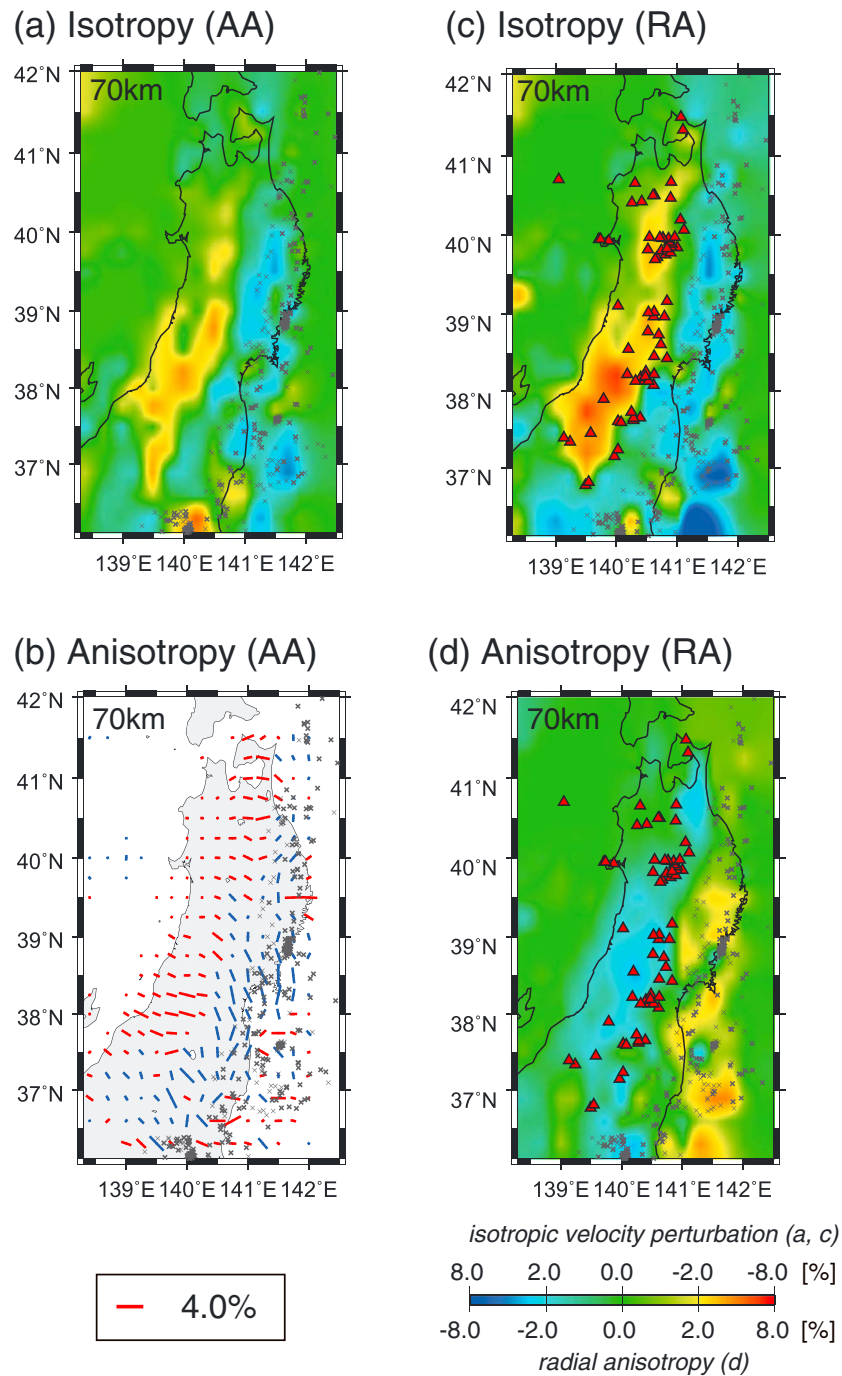 (a) Isotropy (AA)
42˚N
70km
41˚N
40˚N
39˚N
38˚N
37˚N
139˚E 140˚E 141˚E 142˚E
(c) Isotropy (RA)
42˚N
70km
41˚N
40˚N
39˚N
38˚N
37˚N
139˚E 140˚E 141˚E 142˚E
(b) Anisotropy (AA)
42˚N
70km
41˚N
40˚N
39˚N
38˚N
37˚N
139˚E 140˚E 141˚E 142˚E
4.0%
(d) Anisotropy (RA)
42˚N
70km
41˚N
40˚N
39˚N
38˚N
37˚N
139˚E 140˚E 141˚E 142˚E
isotropic velocity perturbation (a, c)
8.0 2.0 0.0 -2.0 -8.0 [%]
-8.0 -2.0 0.0 2.0 8.0 [%]
radial anisotropy (d)